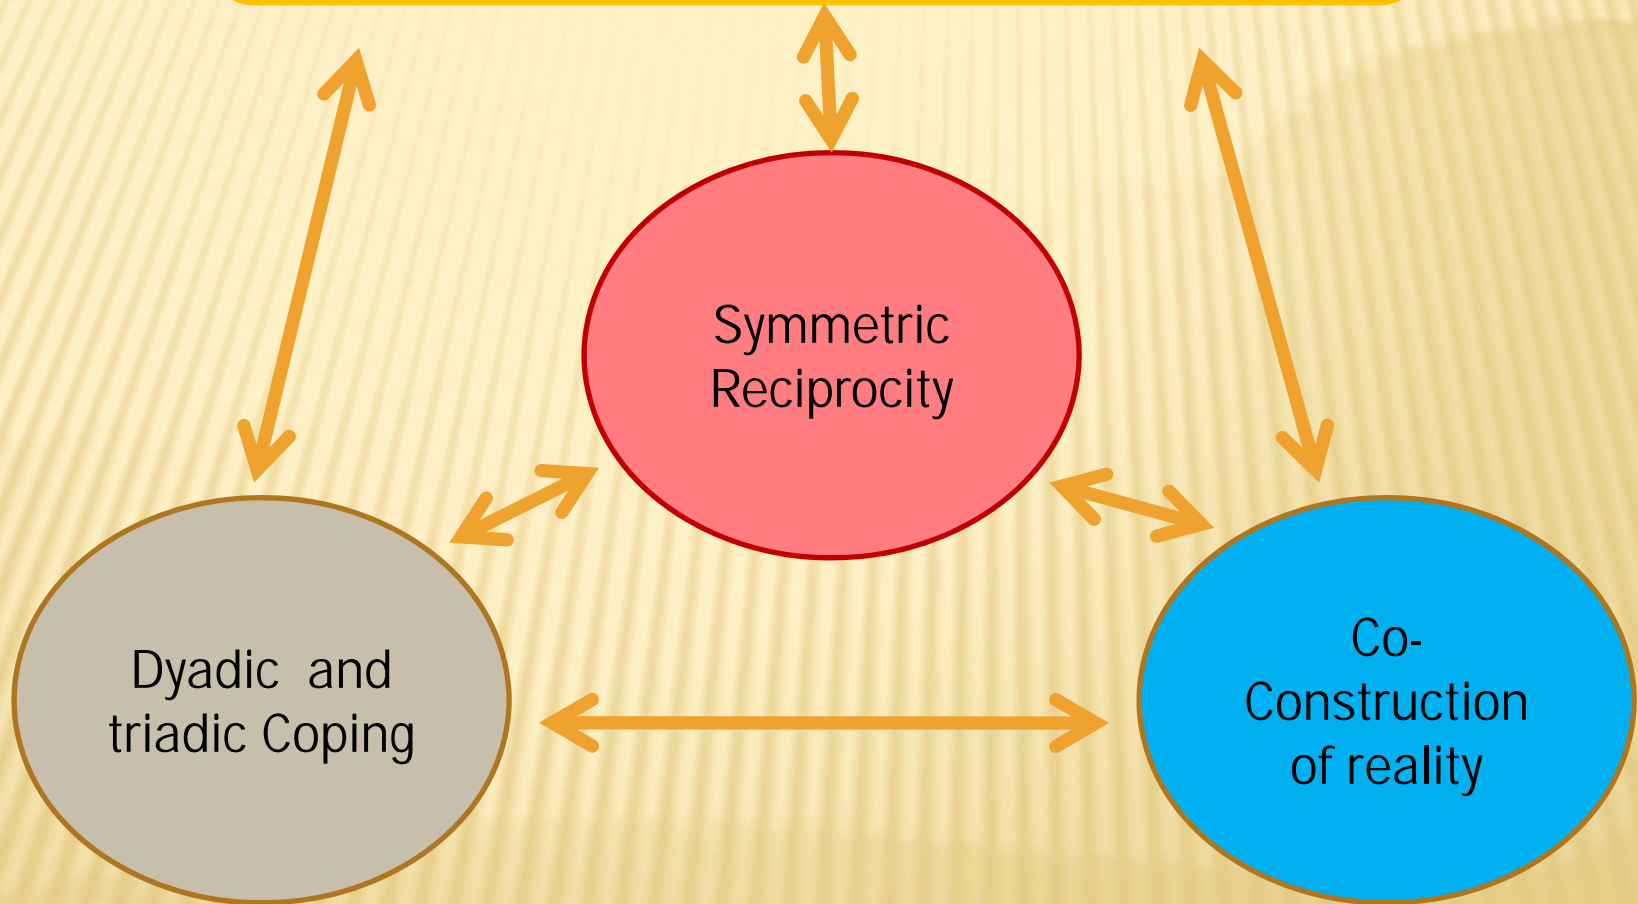 Symmetric
Reciprocity
Dyadic and
triadic Coping
Co-
Construction
of reality